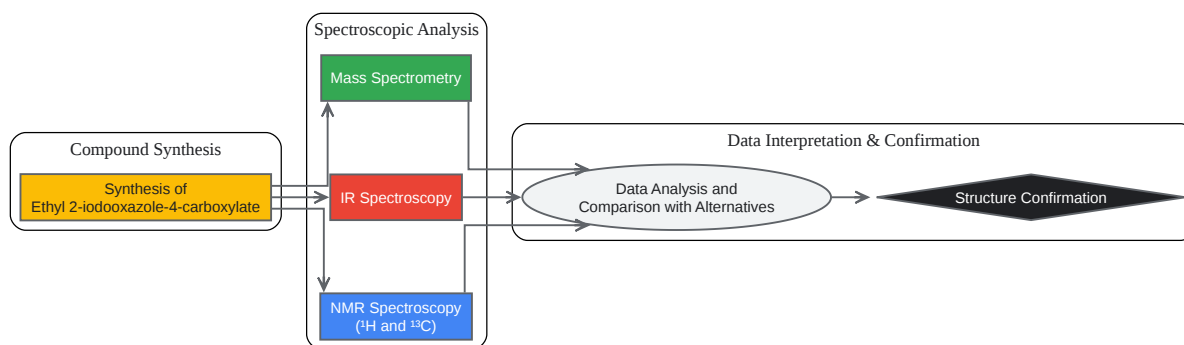 Spectroscopic Analysis
Mass Spectrometry
Compound Synthesis
Data Interpretation & Confirmation
Synthesis of
Ethyl 2-iodooxazole-4-carboxylate
IR Spectroscopy
Data Analysis and
Comparison with Alternatives
Structure Confirmation
NMR Spectroscopy
(¹H and ¹³C)